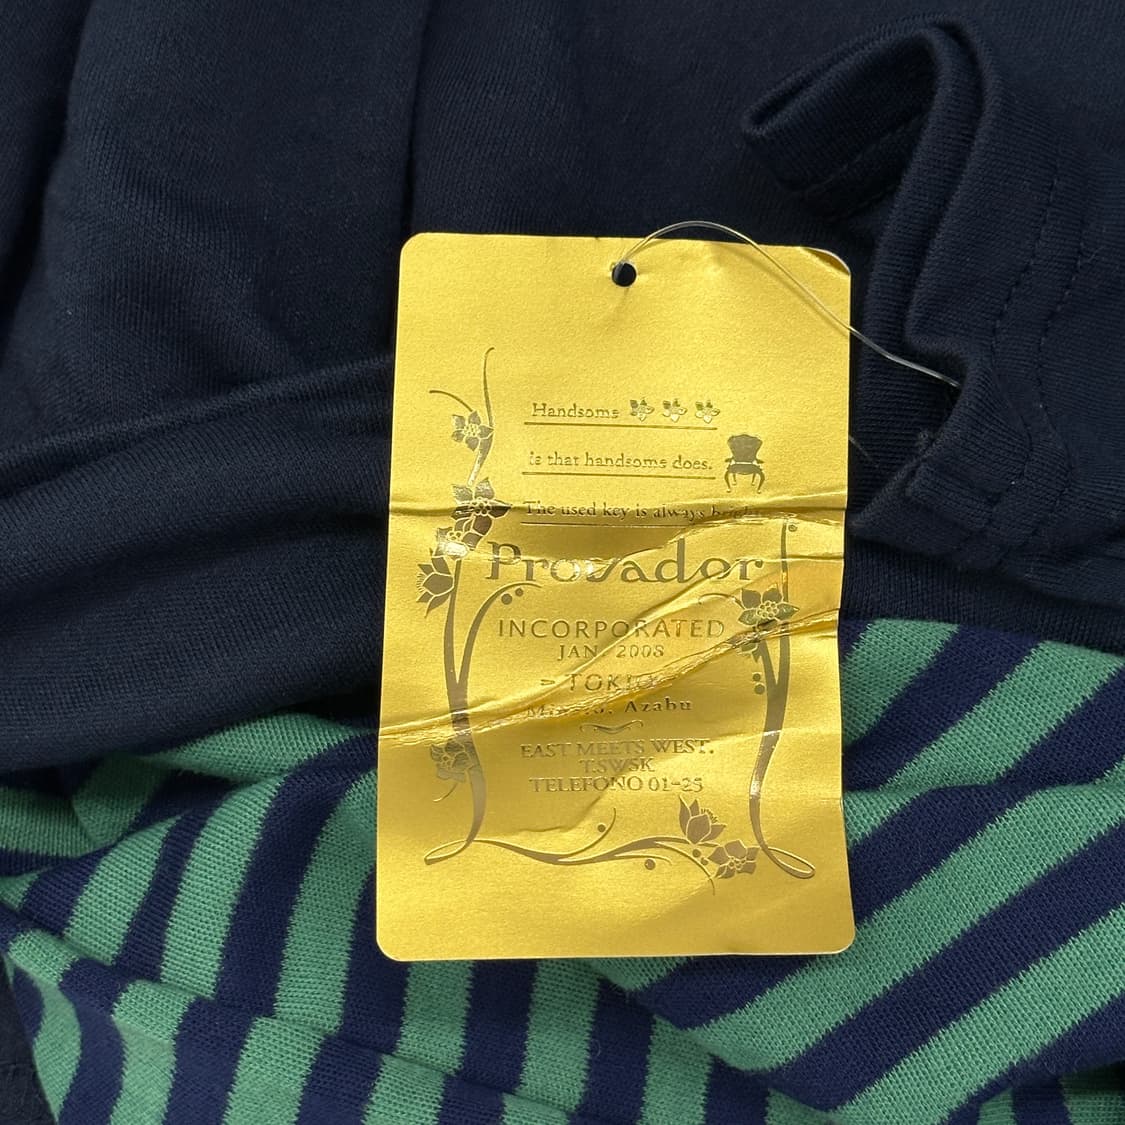 Handsome
is that handsome does.
The used key is always bright
Provador
INCORPORATED
JAN. 2008
TOKYO
Azabu
EAST MEETS WEST.
T.SWSK
TELEFONO 01-25